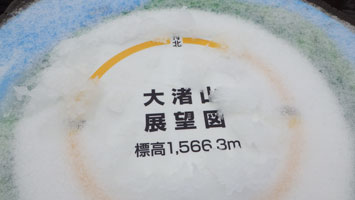 北
大渚山
展望図
標高1,566.3m